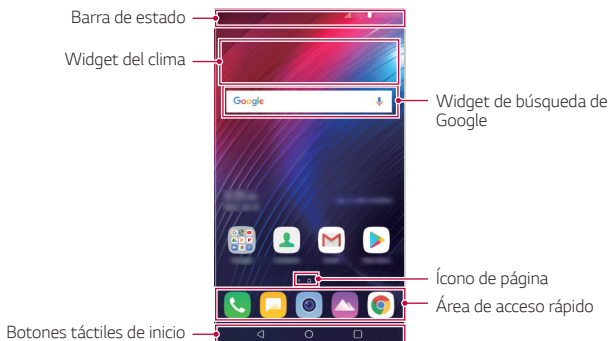 Barra de estado
Widget del clima
Google
Widget de búsqueda de
Google
Ícono de página
Área de acceso rápido
Botones táctiles de inicio